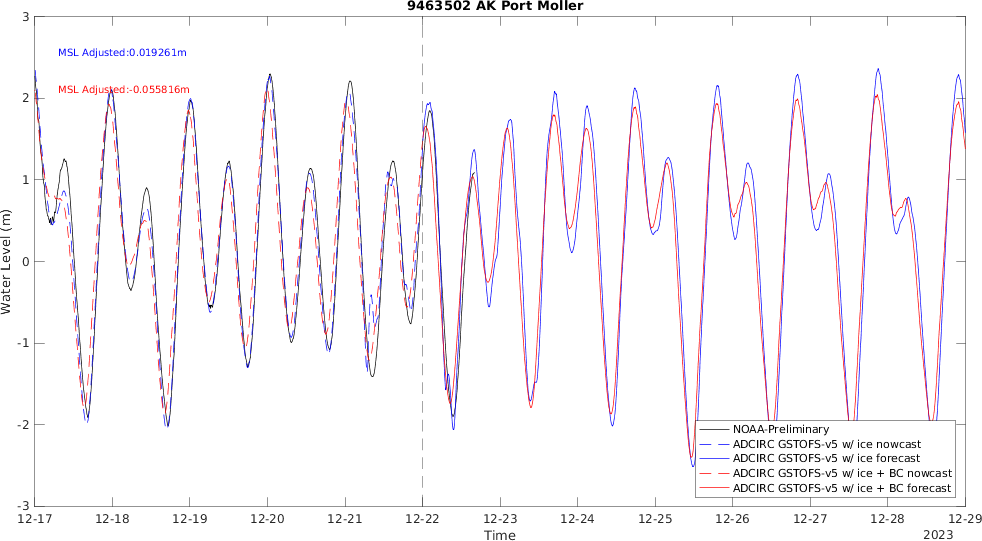 9463502 AK Port Moller
MSL Adjusted:0.019261m
MSL Adjusted:-0.055816m
Water Level (m)
3
2
1
0
-1
-2
-3
NOAA-Preliminary
ADCIRC GSTOFS-v5 w/ ice nowcast
ADCIRC GSTOFS-v5 w/ ice forecast
ADCIRC GSTOFS-v5 w/ ice + BC nowcast
ADCIRC GSTOFS-v5 w/ ice + BC forecast
12-17 12-18 12-19 12-20 12-21 12-22 12-23 12-24 12-25 12-26 12-27 12-28 12-29
Time
2023